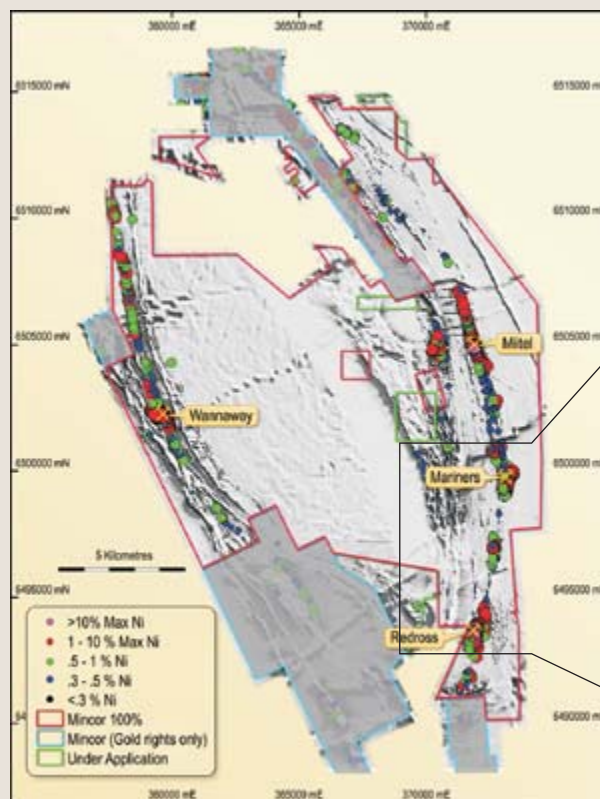 360000 mE 365000 mE 370000 mE
6515000 mN 6515000 m
6510000 mN 6510000 m
6505000 mN 6505000 m
6500000 mN 6500000 m
6495000 mN 6495000 m
6490000 m
Miitel
Wannaway
Mariners
Redross
5 Kilometres
>10% Max Ni
1 - 10 % Max Ni
.5 - 1 % Ni
.3 - .5 % Ni
<.3 % Ni
Mincor 100%
Mincor (Gold rights only)
Under Application
360000 mE 365000 mE 370000 mE